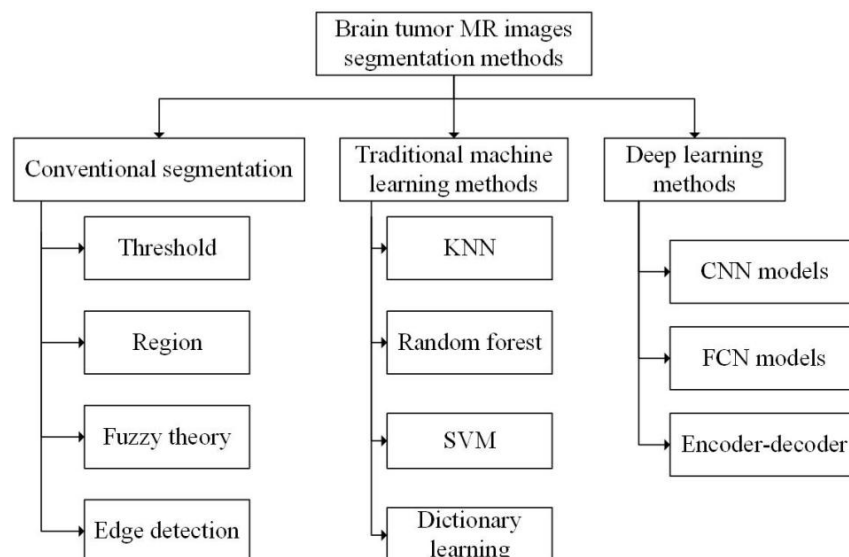 Brain tumor MR images
segmentation methods
Conventional segmentation
Traditional machine
learning methods
Deep learning
methods
Threshold
Region
Fuzzy theory
Edge detection
KNN
Random forest
SVM
Dictionary
learning
CNN models
FCN models
Encoder-decoder